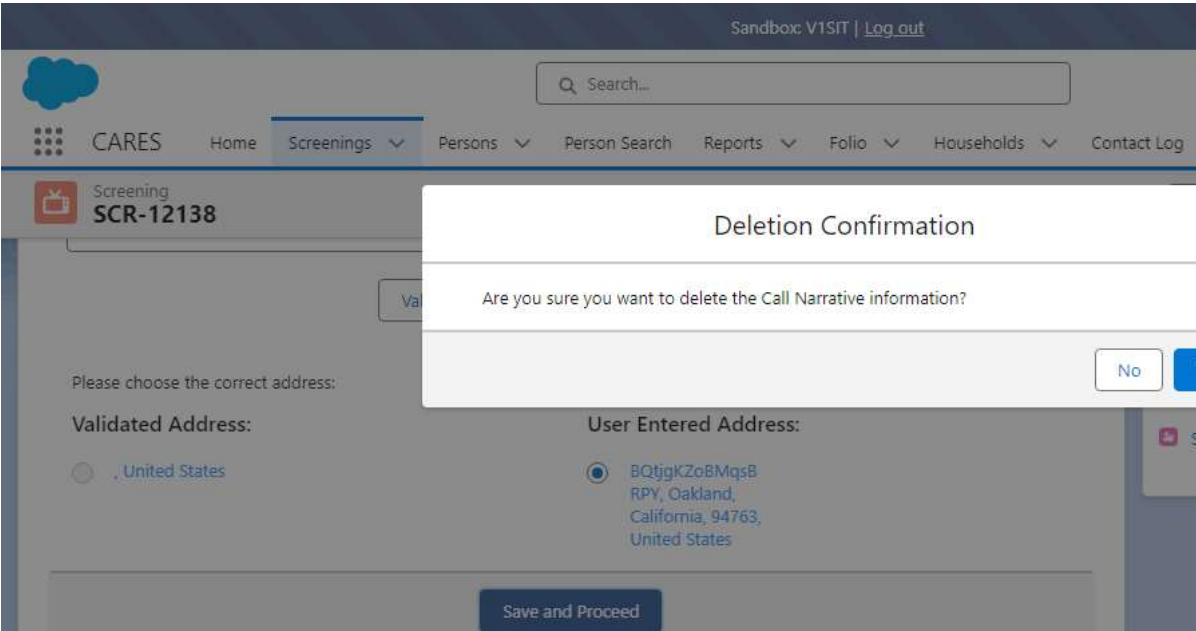 Sandbox: V1SIT | Log out
Search...
CARES Home Screenings Persons Person Search Reports Folio Households Contact Log
Screening
SCR-12138
Deletion Confirmation
Are you sure you want to delete the Call Narrative information?
No
Please choose the correct address:
Validated Address:
, United States
User Entered Address:
BQtjgKZoBMqsB
RPY, Oakland,
California, 94763,
United States
Save and Proceed